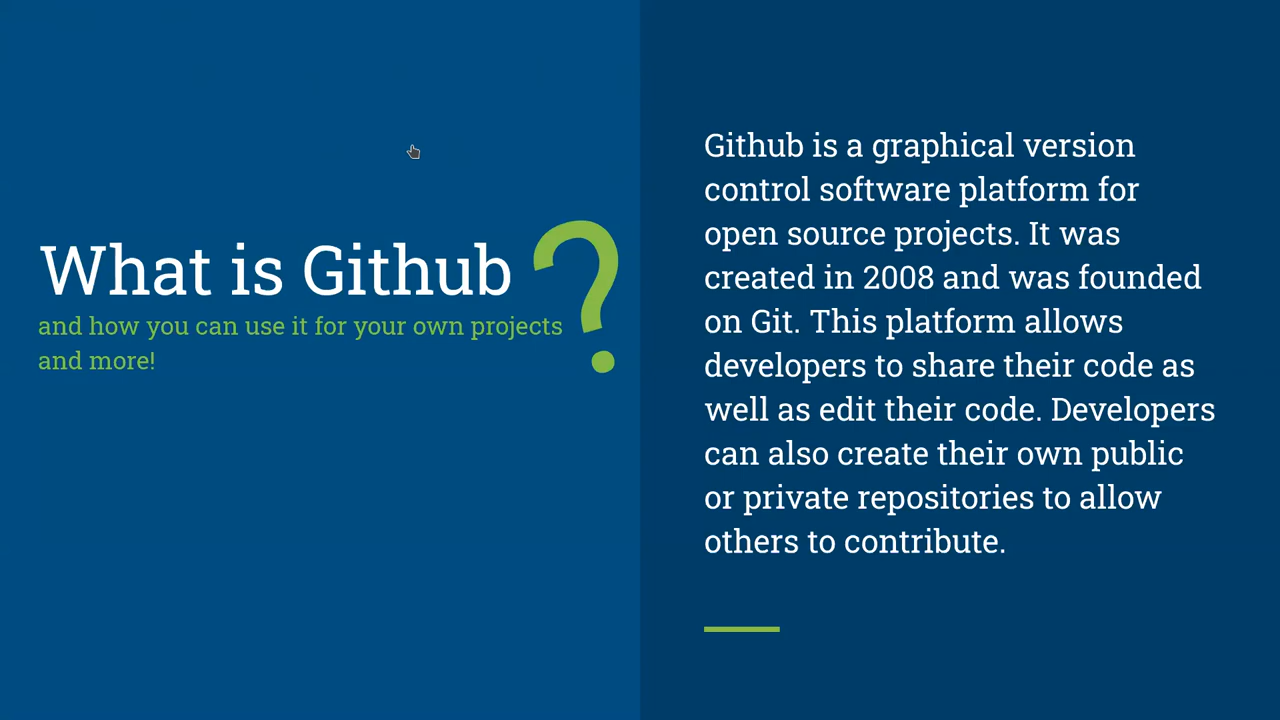 What is Github?
and how you can use it for your own projects
and more!
Github is a graphical version
control software platform for
open source projects. It was
created in 2008 and was founded
on Git. This platform allows
developers to share their code as
well as edit their code. Developers
can also create their own public
or private repositories to allow
others to contribute.